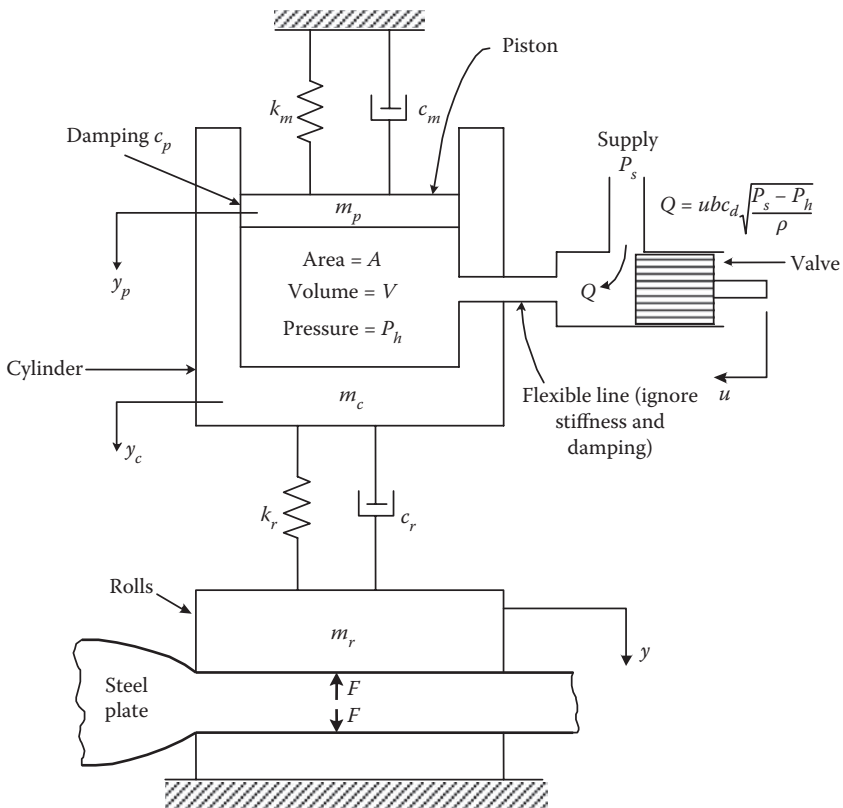 Piston
k_m
c_m
Damping c_p
Supply
P_s
Q = ubc_d√((P_s − P_h)/ρ)
m_p
Valve
Area = A
Volume = V
Pressure = P_h
Q
y_p
Cylinder
m_c
Flexible line (ignore
stiffness and
damping)
u
y_c
k_r
c_r
Rolls
m_r
y
Steel
plate
F
F